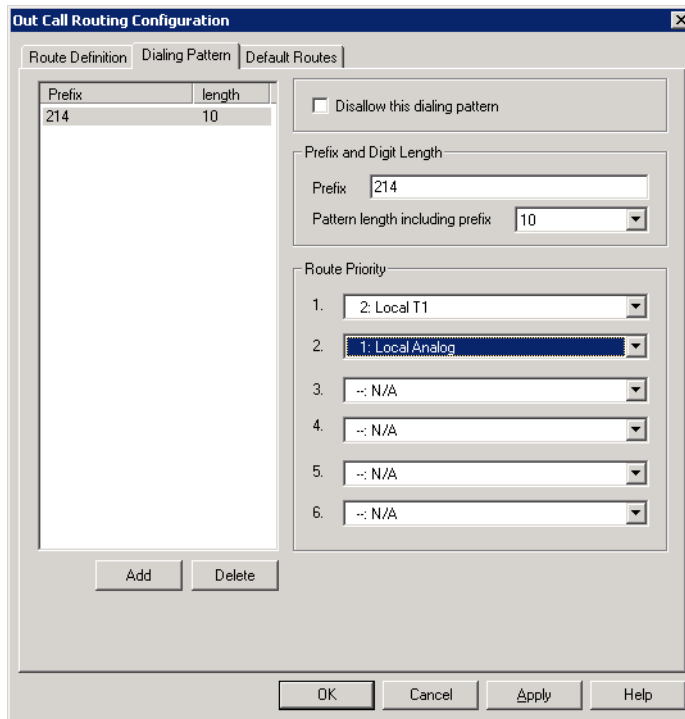 Out Call Routing Configuration
Route Definition Dialing Pattern Default Routes
Prefix length
214 10
Disallow this dialing pattern
Prefix and Digit Length
Prefix 214
Pattern length including prefix 10
Route Priority
1. 2: Local T1
2. 1: Local Analog
3. --: N/A
4. --: N/A
5. --: N/A
6. --: N/A
Add Delete
OK Cancel Apply Help